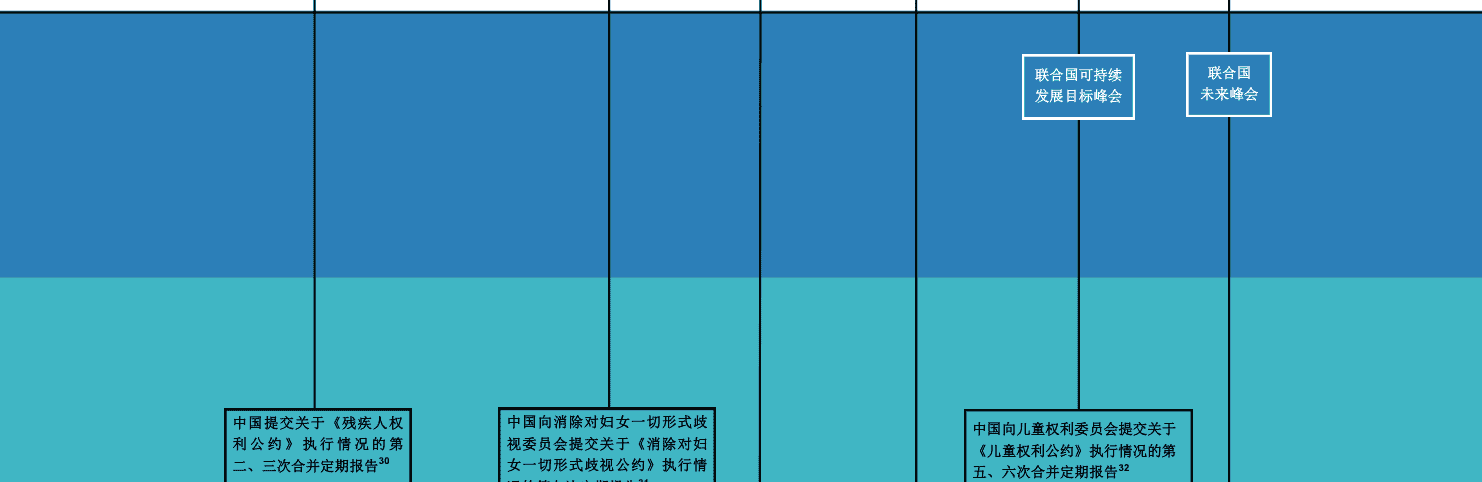 联合国可持续
发展目标峰会
联合国
未来峰会
中国提交关于《残疾人权
利公约》执行情况的第
二、三次合并定期报告30
中国向消除对妇女一切形式歧
视委员会提交关于《消除对妇
女一切形式歧视公约》执行情
中国向儿童权利委员会提交关于
《儿童权利公约》执行情况的第
五、六次合并定期报告32